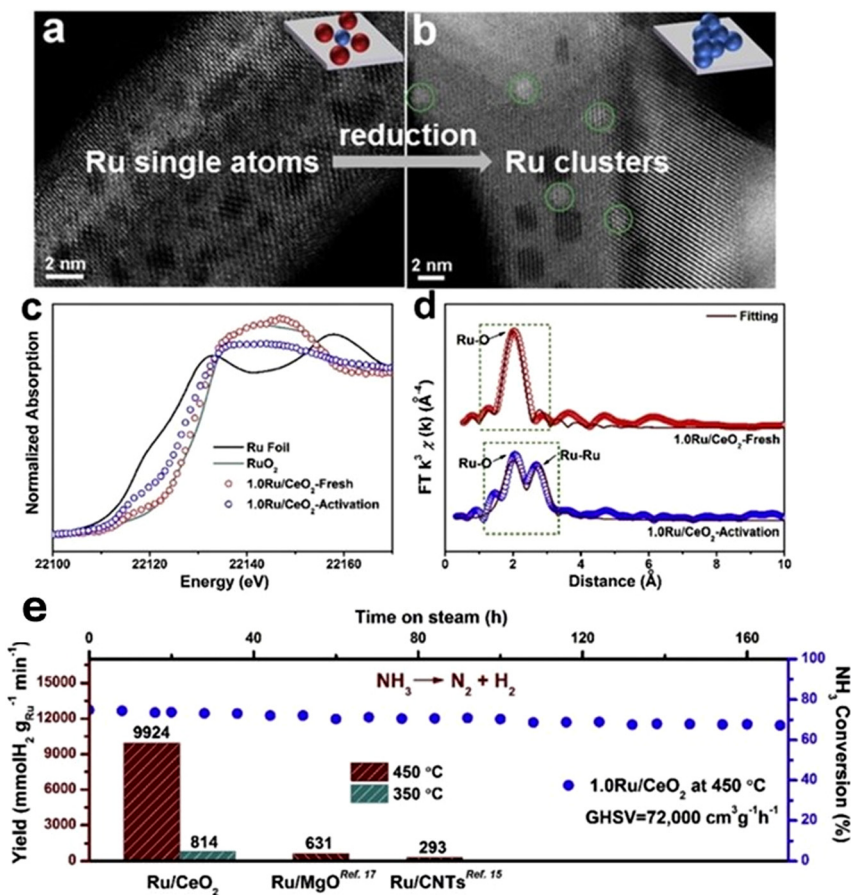 a
b
reduction
Ru single atoms
Ru clusters
2 nm
2 nm
c
Normalized Absorption
Ru Foil
RuO₂
1.0Ru/CeO₂-Fresh
1.0Ru/CeO₂-Activation
22100 22120 22140 22160
Energy (eV)
d
FT k³ χ (k) (Å⁻⁴)
Fitting
Ru-O
1.0Ru/CeO₂-Fresh
Ru-O
Ru-Ru
1.0Ru/CeO₂-Activation
0 2 4 6 8 10
Distance (Å)
e
Time on steam (h)
0 40 80 120 160
Yield (mmolH₂ g_Ru⁻¹ min⁻¹)
15000
12000
9000
6000
3000
0
NH₃ → N₂ + H₂
9924
814
631
293
450 °C
350 °C
1.0Ru/CeO₂ at 450 °C
GHSV=72,000 cm³g⁻¹h⁻¹
100
80
60
40
20
0
NH₃ Conversion (%)
Ru/CeO₂ Ru/MgO^Ref. 17 Ru/CNTs^Ref. 15